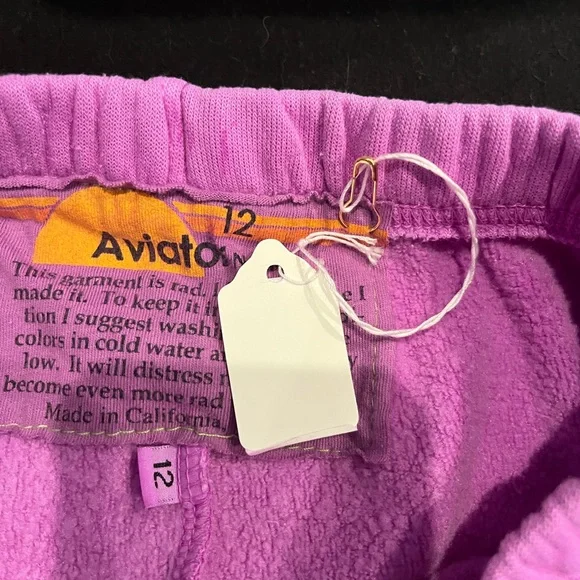 12
Aviato
This garment is rad, I
made it. To keep it i
tion I suggest washi
colors in cold water a
low. It will distress
become even more rad
Made in California
12